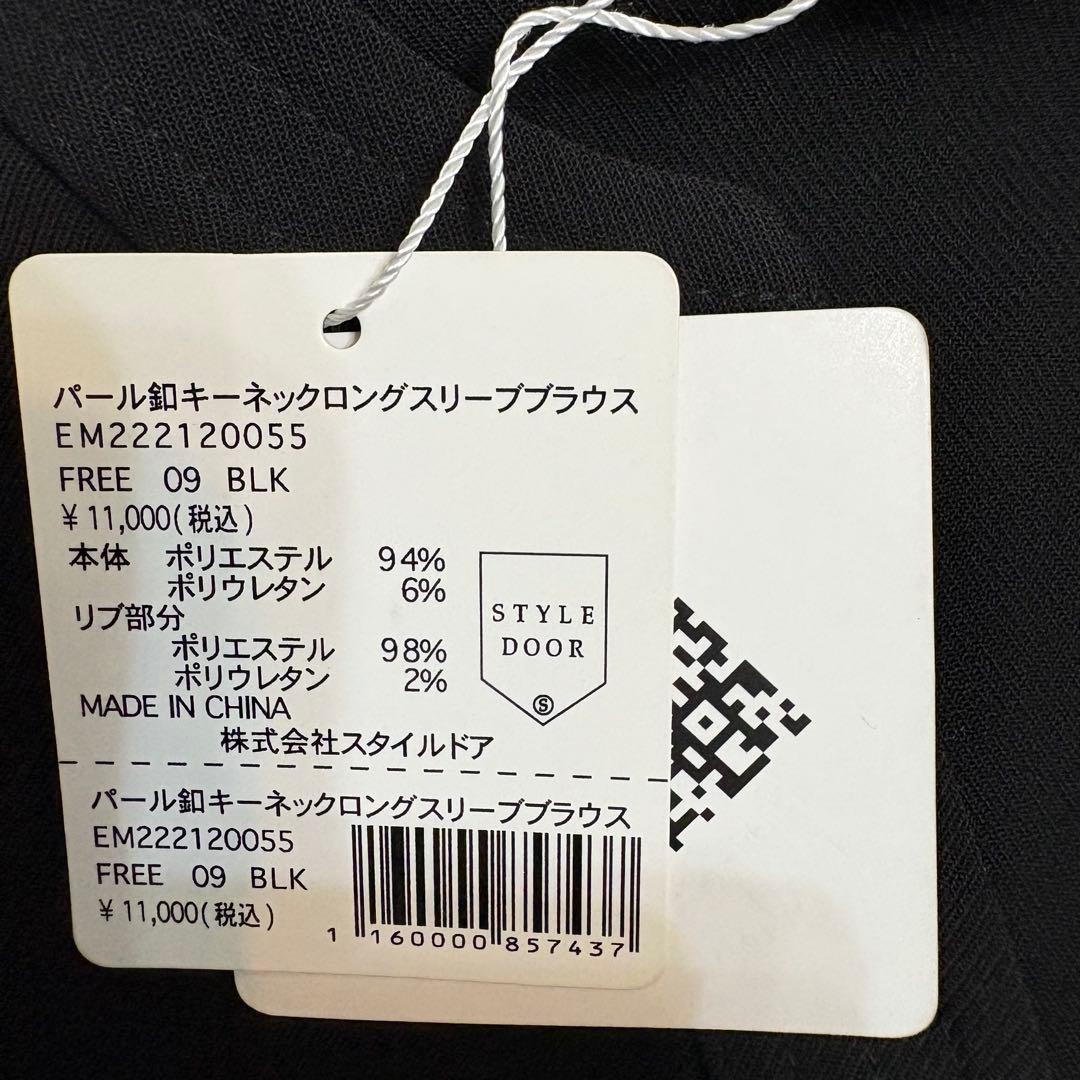 パール釦キーネックロングスリーブブラウス
EM222120055
FREE 09 BLK
¥11,000(税込)
本体 ポリエステル 94%
ポリウレタン 6%
リブ部分
ポリエステル 98%
ポリウレタン 2%
MADE IN CHINA
株式会社スタイルドア
STYLE
DOOR
S
パール釦キーネックロングスリーブブラウス
EM222120055
FREE 09 BLK
¥11,000(税込)
1 160000 857437